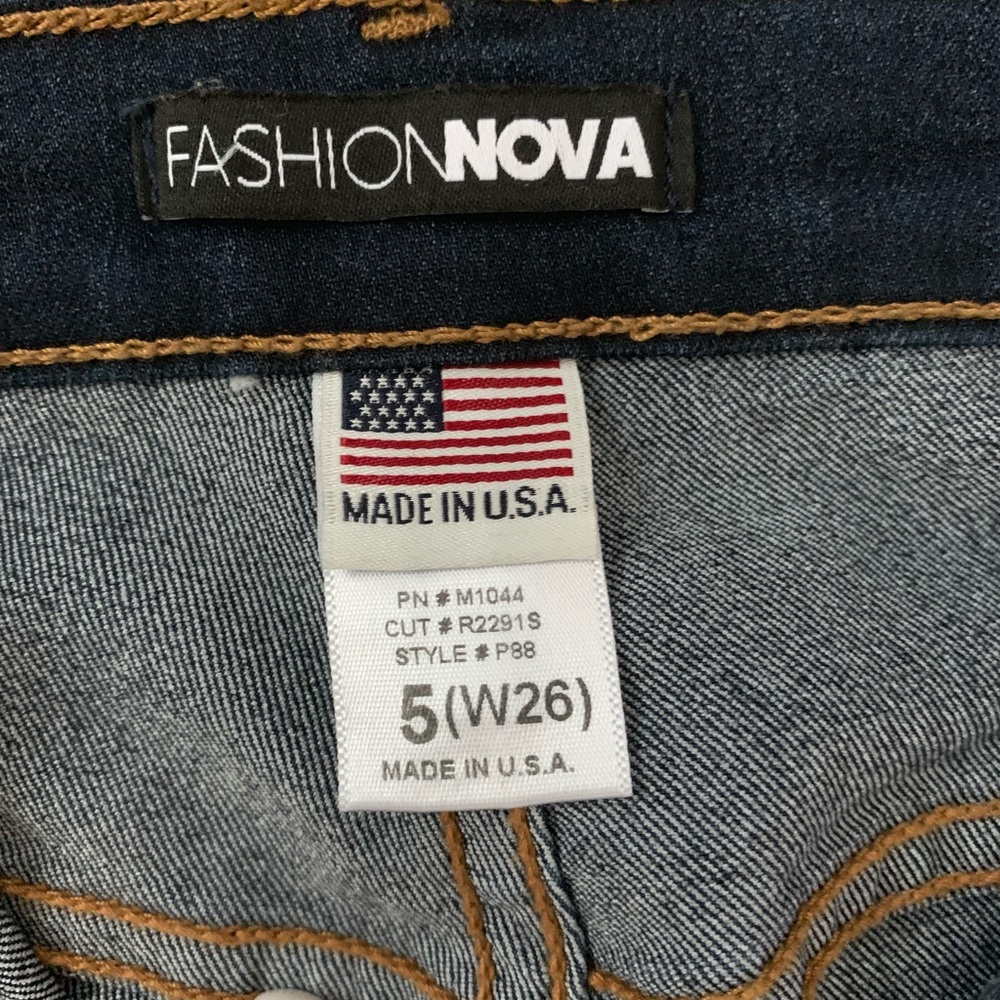 FASHIONNOVA
MADE IN U.S.A.
PN # M1044
CUT # R2291S
STYLE # P88
5 (W26)
MADE IN U.S.A.